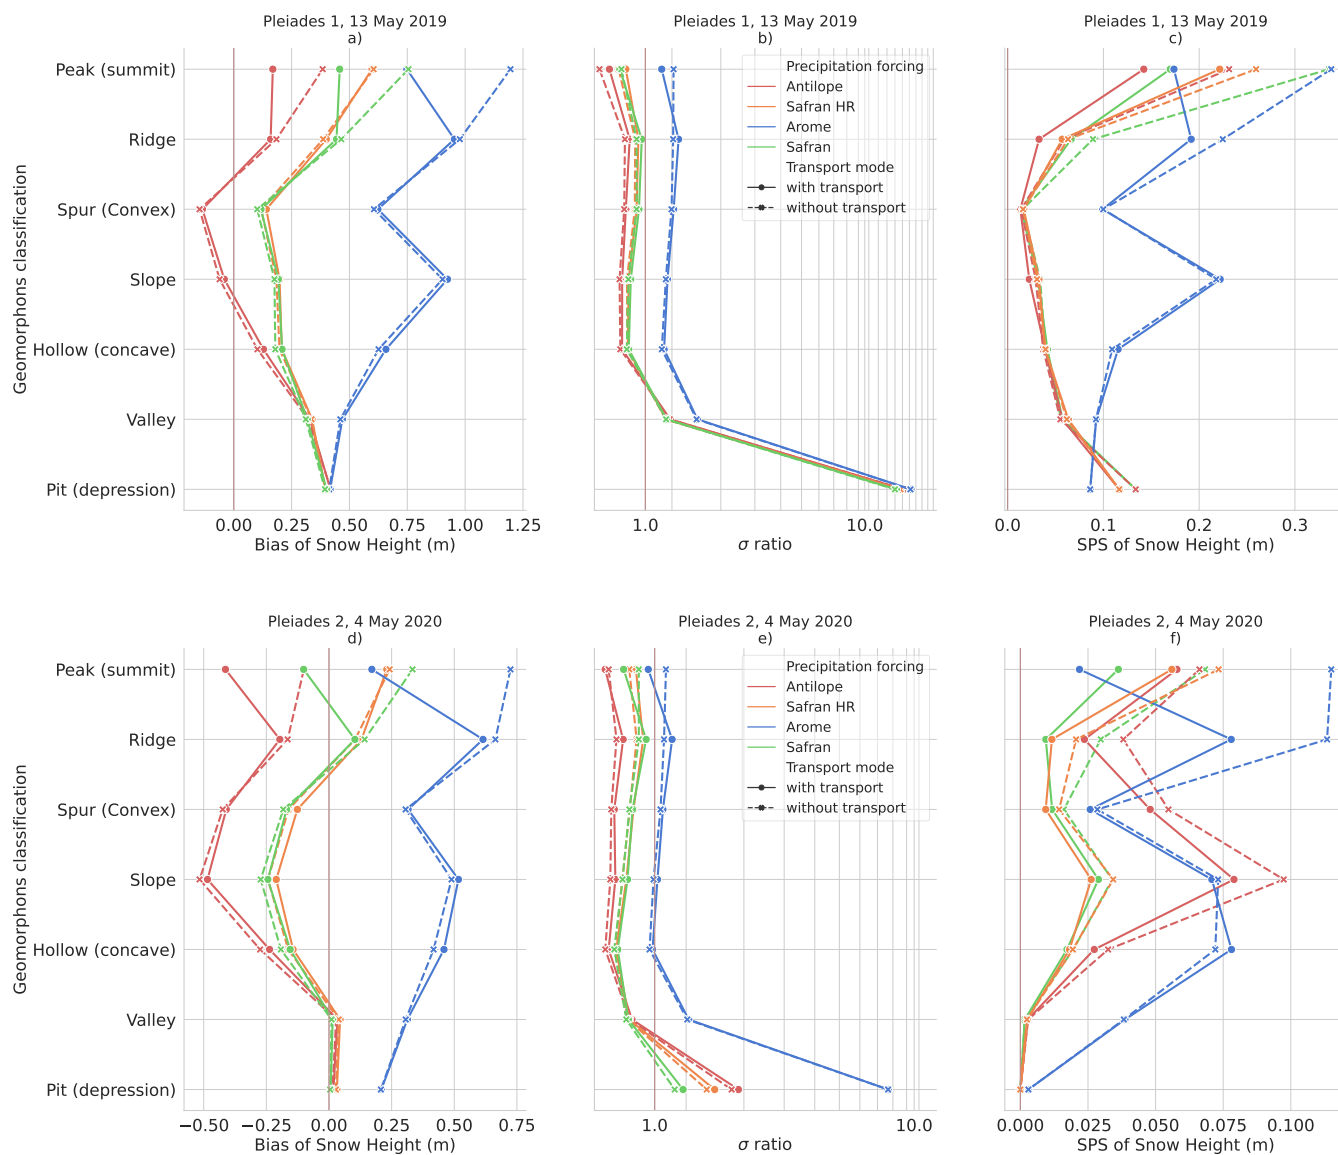 Pleiades 1, 13 May 2019
a)
Pleiades 1, 13 May 2019
b)
Pleiades 1, 13 May 2019
c)
Geomorphons classification
Peak (summit)
Ridge
Spur (Convex)
Slope
Hollow (concave)
Valley
Pit (depression)
Precipitation forcing
Antilope
Safran HR
Arome
Safran
Transport mode
with transport
without transport
0.00 0.25 0.50 0.75 1.00 1.25
Bias of Snow Height (m)
1.0 10.0
σ ratio
0.0 0.1 0.2 0.3
SPS of Snow Height (m)
Pleiades 2, 4 May 2020
d)
Pleiades 2, 4 May 2020
e)
Pleiades 2, 4 May 2020
f)
Geomorphons classification
Peak (summit)
Ridge
Spur (Convex)
Slope
Hollow (concave)
Valley
Pit (depression)
Precipitation forcing
Antilope
Safran HR
Arome
Safran
Transport mode
with transport
without transport
−0.50 −0.25 0.00 0.25 0.50 0.75
Bias of Snow Height (m)
1.0 10.0
σ ratio
0.000 0.025 0.050 0.075 0.100
SPS of Snow Height (m)